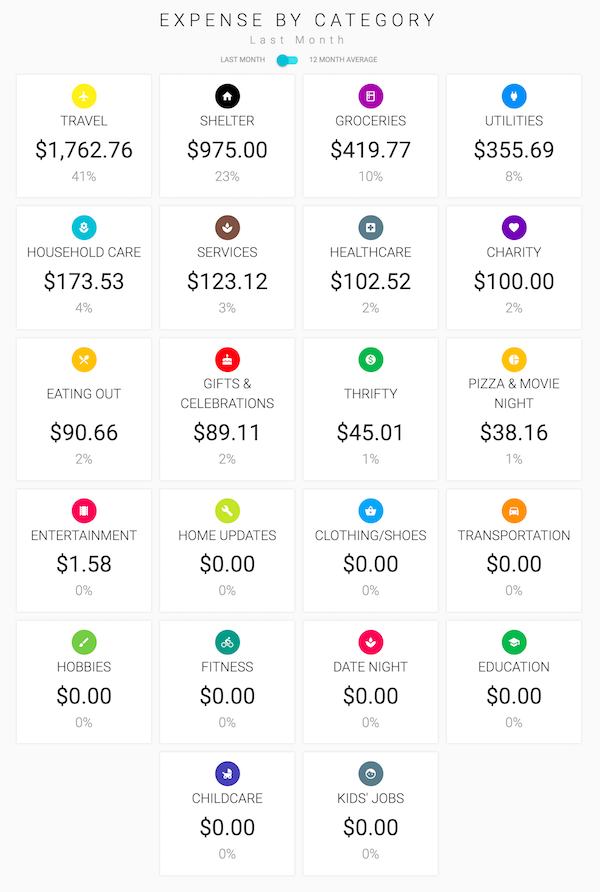 EXPENSE BY CATEGORY
Last Month
LAST MONTH 12 MONTH AVERAGE
TRAVEL
$1,762.76
41%
SHELTER
$975.00
23%
GROCERIES
$419.77
10%
UTILITIES
$355.69
8%
HOUSEHOLD CARE
$173.53
4%
SERVICES
$123.12
3%
HEALTHCARE
$102.52
2%
CHARITY
$100.00
2%
EATING OUT
$90.66
2%
GIFTS &
CELEBRATIONS
$89.11
2%
THRIFTY
$45.01
1%
PIZZA & MOVIE
NIGHT
$38.16
1%
ENTERTAINMENT
$1.58
0%
HOME UPDATES
$0.00
0%
CLOTHING/SHOES
$0.00
0%
TRANSPORTATION
$0.00
0%
HOBBIES
$0.00
0%
FITNESS
$0.00
0%
DATE NIGHT
$0.00
0%
EDUCATION
$0.00
0%
CHILDCARE
$0.00
0%
KIDS' JOBS
$0.00
0%